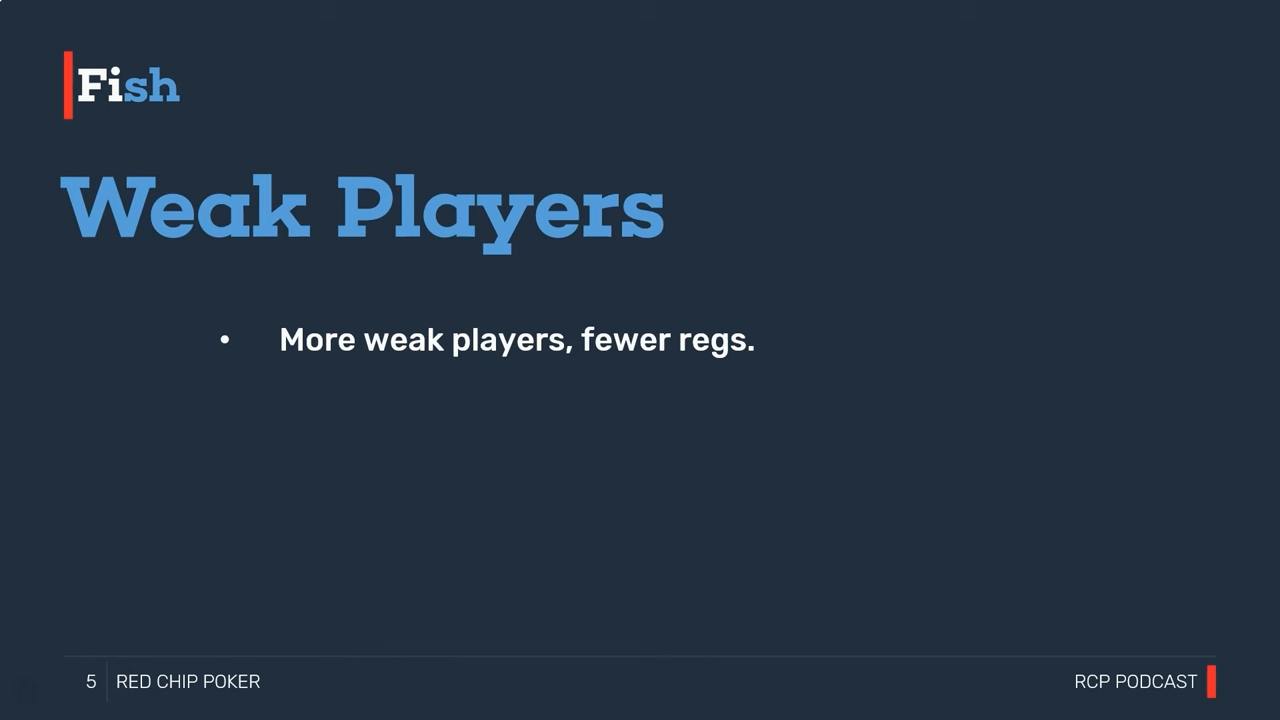 Fish
Weak Players
• More weak players, fewer regs.
5 RED CHIP POKER RCP PODCAST